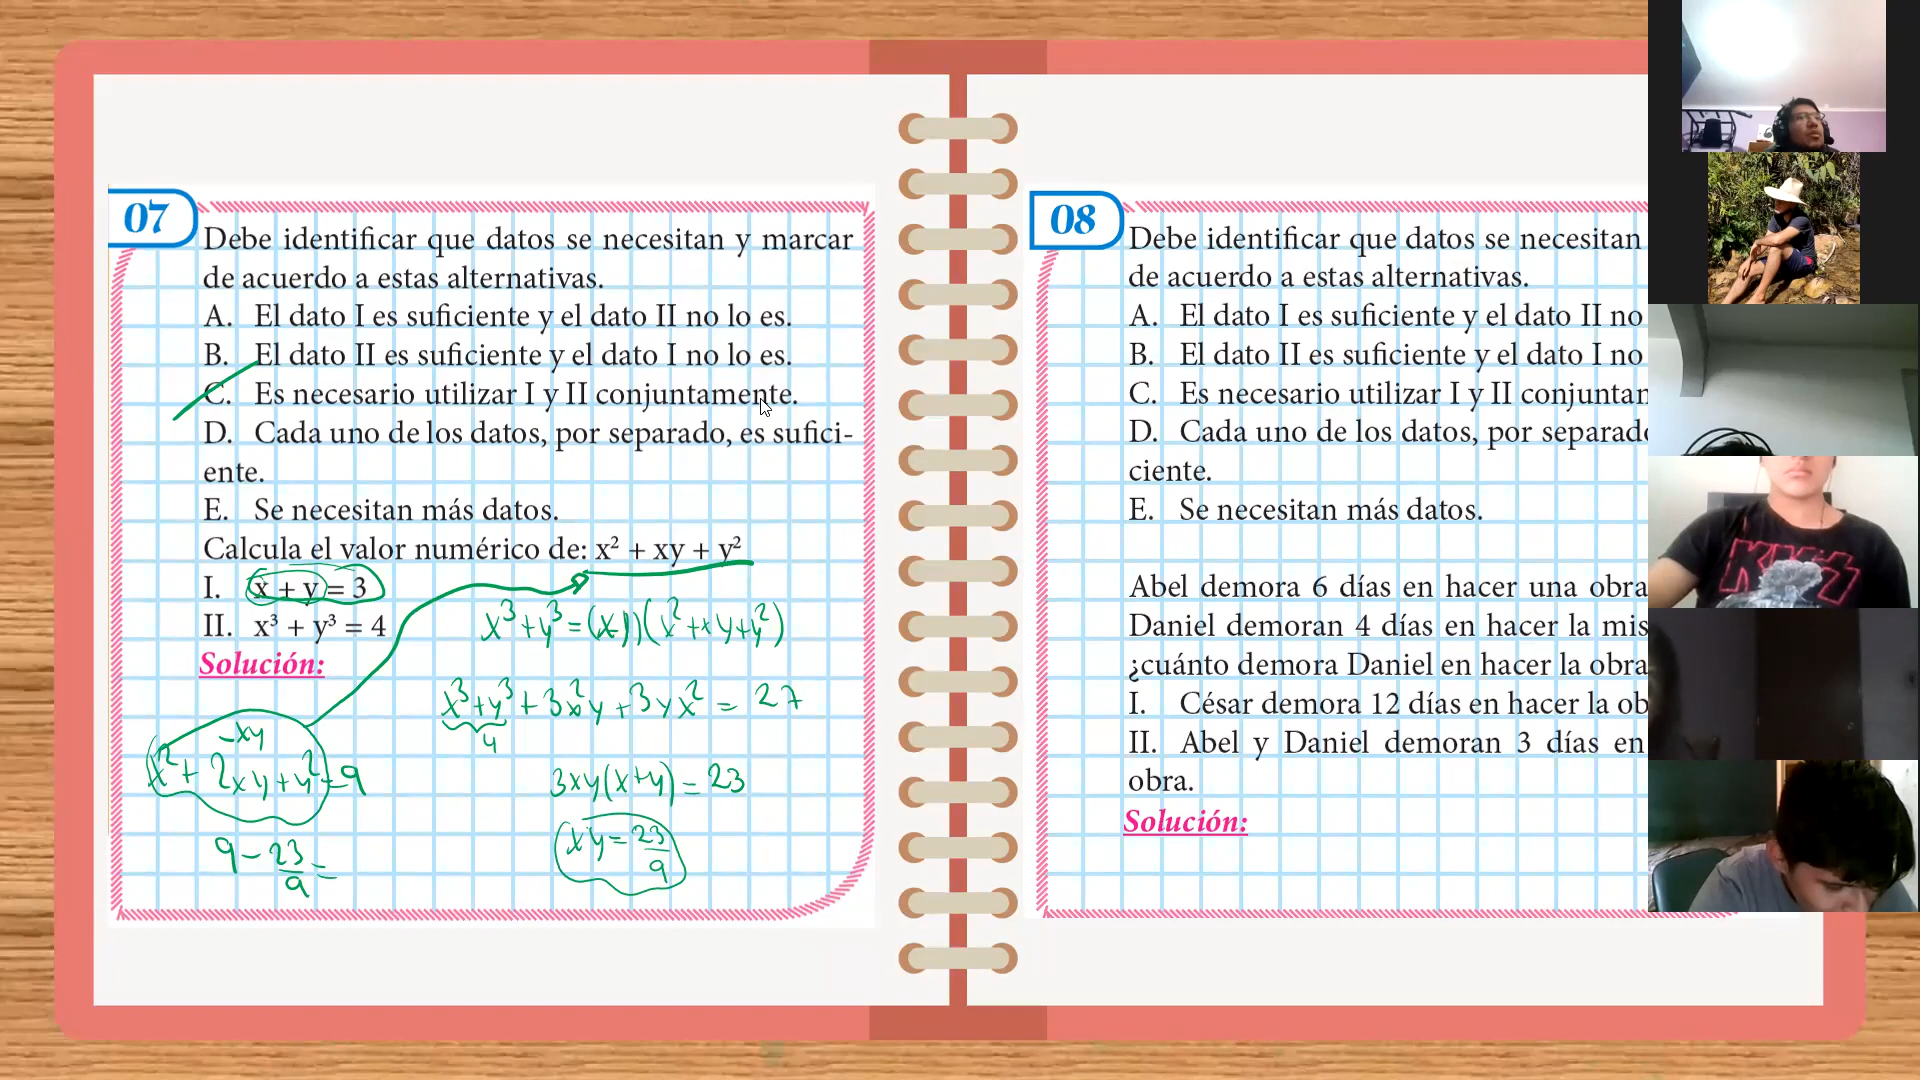 07
Debe identificar que datos se necesitan y marcar
de acuerdo a estas alternativas.
A. El dato I es suficiente y el dato II no lo es.
B. El dato II es suficiente y el dato I no lo es.
C. Es necesario utilizar I y II conjuntamente.
D. Cada uno de los datos, por separado, es sufici-
ente.
E. Se necesitan más datos.
Calcula el valor numérico de: x² + xy + y²
I. x + y = 3
II. x³ + y³ = 4
Solución:
x³+y³=(x1)(x²+xy+y²)
x³+y³+3x²y+3yx²=27
4
-xy
x²+2xy+y²=9
3xy(x+y)=23
xy=23/9
9-23/9=
08
Debe identificar que datos se necesitan
de acuerdo a estas alternativas.
A. El dato I es suficiente y el dato II no
B. El dato II es suficiente y el dato I no
C. Es necesario utilizar I y II conjuntan
D. Cada uno de los datos, por separado
ciente.
E. Se necesitan más datos.
Abel demora 6 días en hacer una obra
Daniel demoran 4 días en hacer la mis
¿cuánto demora Daniel en hacer la obra
I. César demora 12 días en hacer la ob
II. Abel y Daniel demoran 3 días en
obra.
Solución:
KISS